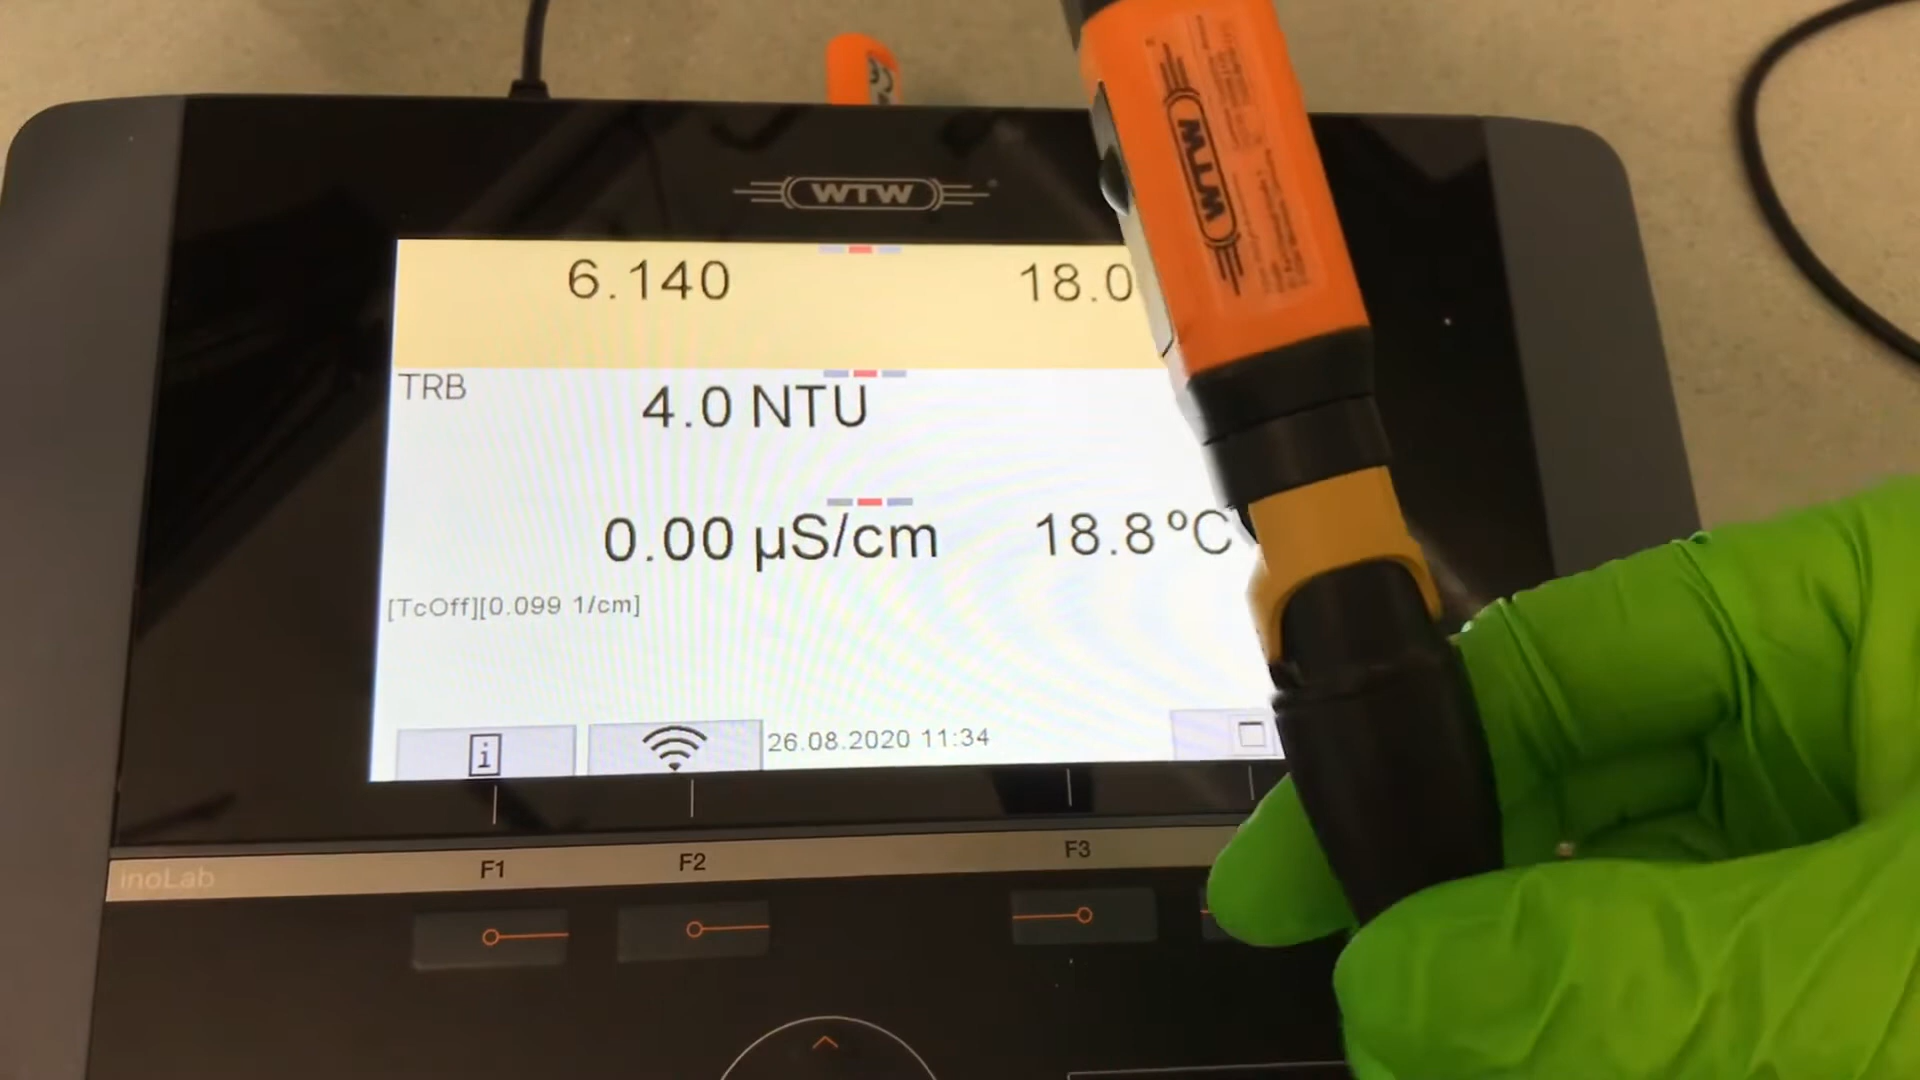 WTW
WTW
6.140 18.0
TRB
4.0 NTU
0.00 µS/cm 18.8 ºC
[TcOff][0.099 1/cm]
i
26.08.2020 11:34
inoLab
F1 F2 F3